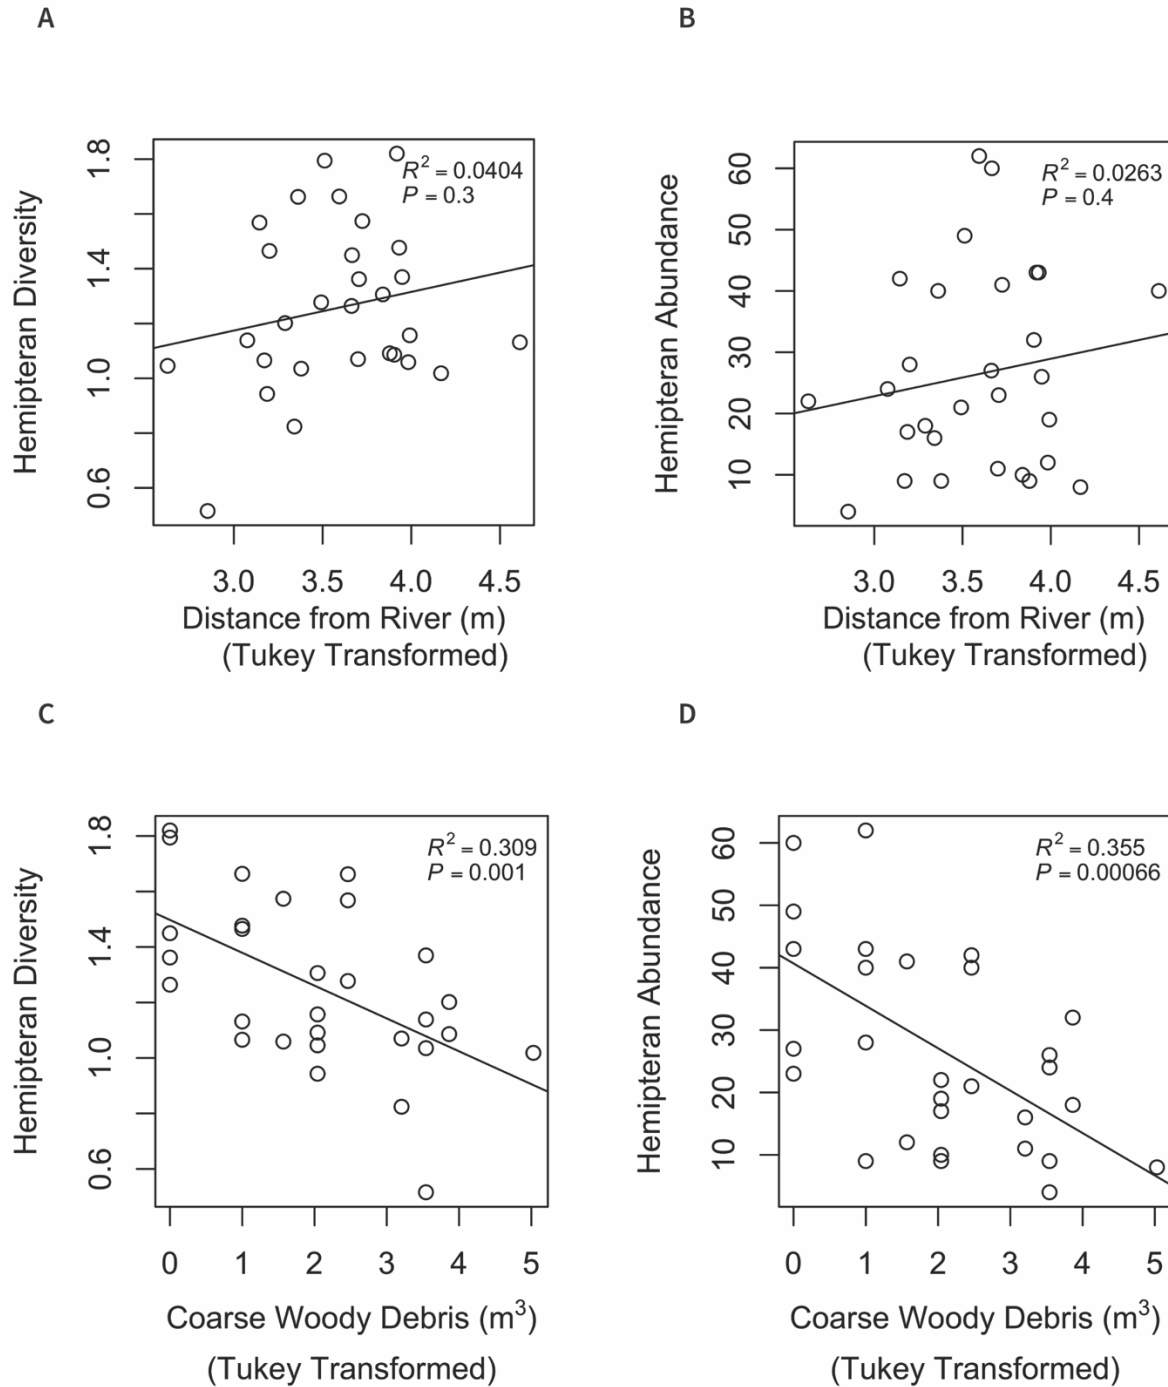 A
Hemipteran Diversity
1.8
1.4
1.0
0.6
R² = 0.0404
P = 0.3
3.0 3.5 4.0 4.5
Distance from River (m)
(Tukey Transformed)
B
Hemipteran Abundance
60
50
40
30
20
10
R² = 0.0263
P = 0.4
3.0 3.5 4.0 4.5
Distance from River (m)
(Tukey Transformed)
C
Hemipteran Diversity
1.8
1.4
1.0
0.6
R² = 0.309
P = 0.001
0 1 2 3 4 5
Coarse Woody Debris (m³)
(Tukey Transformed)
D
Hemipteran Abundance
60
50
40
30
20
10
R² = 0.355
P = 0.00066
0 1 2 3 4 5
Coarse Woody Debris (m³)
(Tukey Transformed)